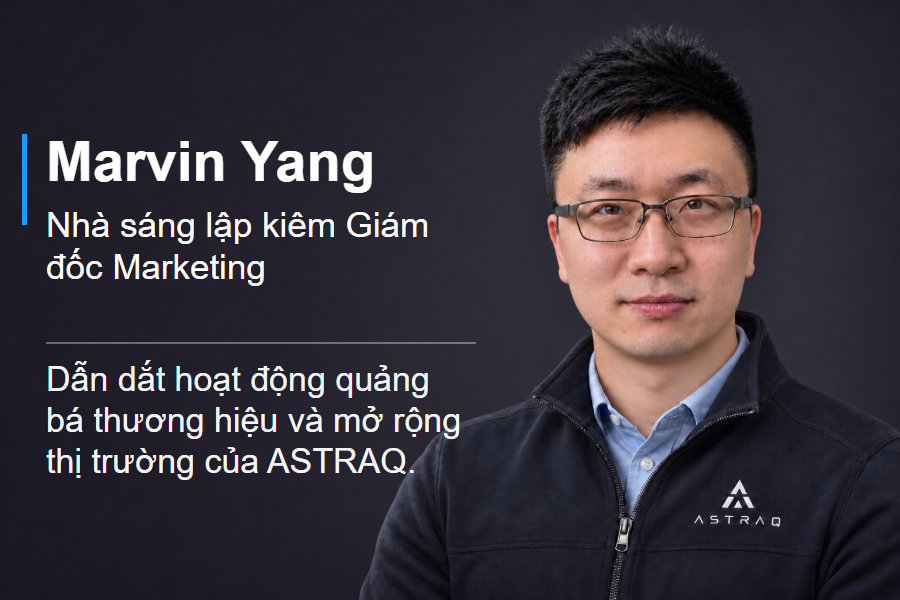 Marvin Yang
Nhà sáng lập kiêm Giám
đốc Marketing
Dẫn dắt hoạt động quảng
bá thương hiệu và mở rộng
thị trường của ASTRAQ.
ASTRAQ